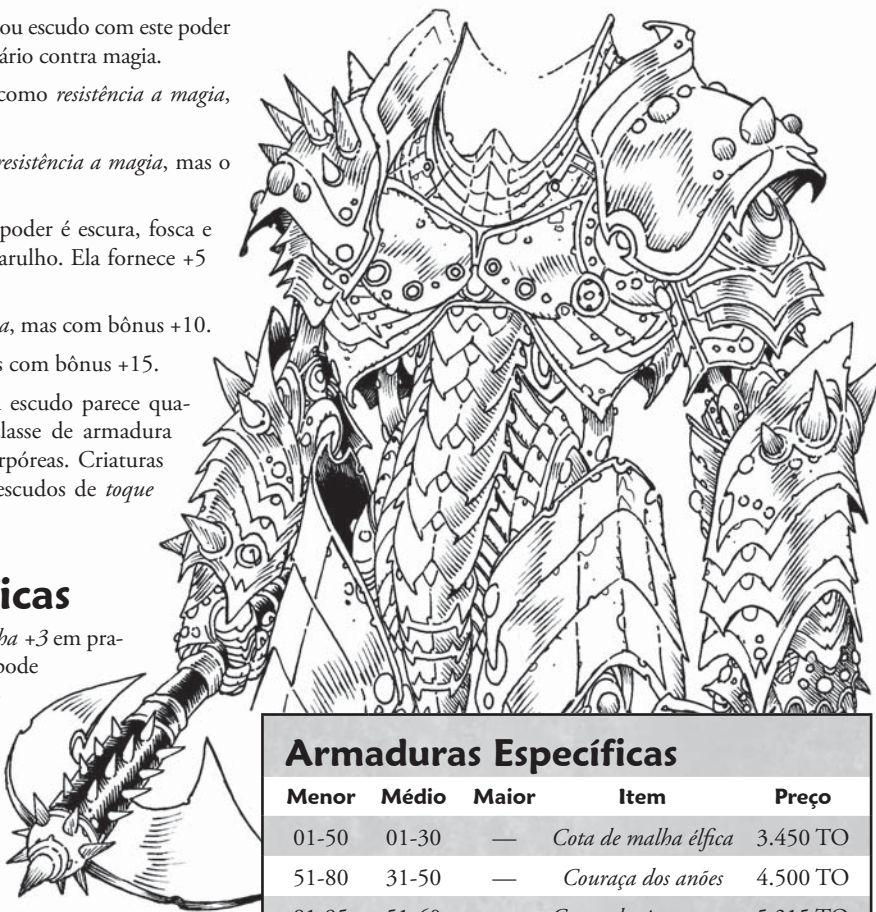 ou escudo com este poder
ário contra magia.
como resistência a magia,
resistência a magia, mas o
poder é escura, fosca e
arulho. Ela fornece +5
a, mas com bônus +10.
s com bônus +15.
escudo parece qua-
lasse de armadura
rpóreas. Criaturas
escudos de toque
icas
ha +3 em pra-
pode
Armaduras Específicas
Menor Médio Maior Item Preço
01-50 01-30 — Cota de malha élfica 3.450 TO
51-80 31-50 — Couraça dos anões 4.500 TO